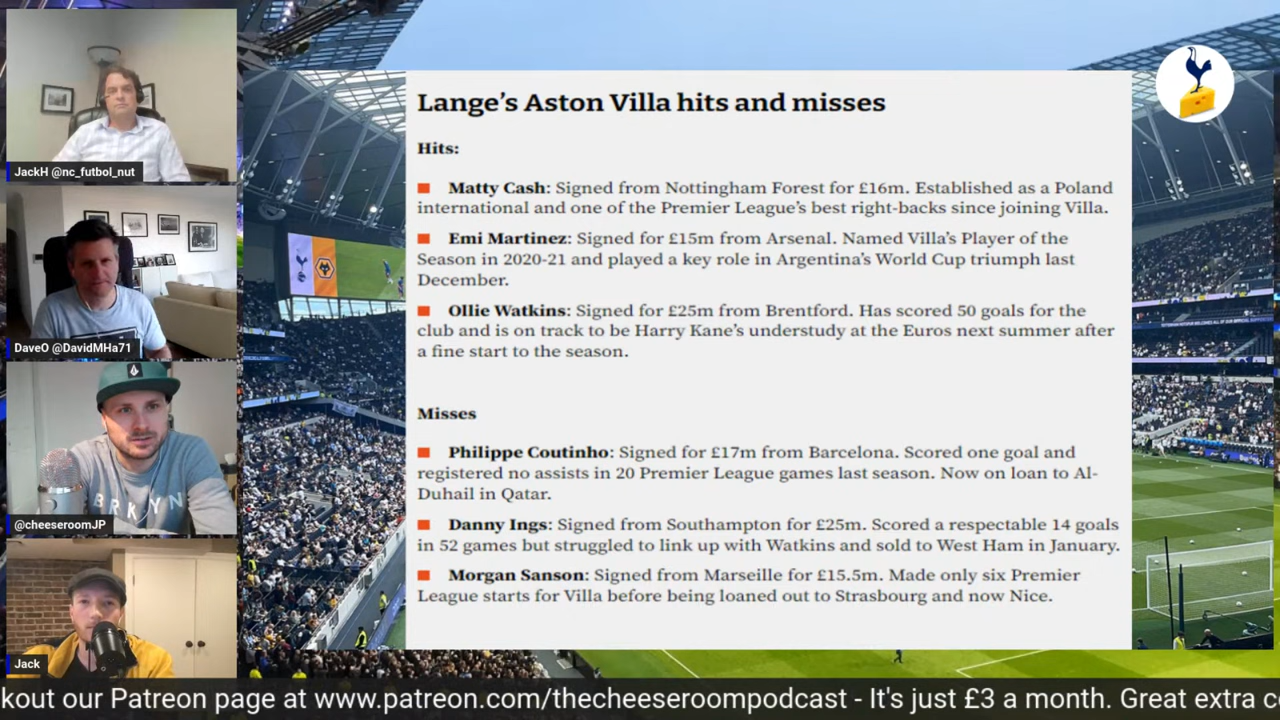 JackH @nc_futbol_nut
DaveO @DavidMHa71
BRKYN
@cheeseroomJP
Jack
Lange’s Aston Villa hits and misses
Hits:
Matty Cash: Signed from Nottingham Forest for £16m. Established as a Poland
international and one of the Premier League’s best right-backs since joining Villa.
Emi Martinez: Signed for £15m from Arsenal. Named Villa’s Player of the
Season in 2020-21 and played a key role in Argentina’s World Cup triumph last
December.
Ollie Watkins: Signed for £25m from Brentford. Has scored 50 goals for the
club and is on track to be Harry Kane’s understudy at the Euros next summer after
a fine start to the season.
Misses
Philippe Coutinho: Signed for £17m from Barcelona. Scored one goal and
registered no assists in 20 Premier League games last season. Now on loan to Al-
Duhail in Qatar.
Danny Ings: Signed from Southampton for £25m. Scored a respectable 14 goals
in 52 games but struggled to link up with Watkins and sold to West Ham in January.
Morgan Sanson: Signed from Marseille for £15.5m. Made only six Premier
League starts for Villa before being loaned out to Strasbourg and now Nice.
kout our Patreon page at www.patreon.com/thecheeseroompodcast - It's just £3 a month. Great extra c